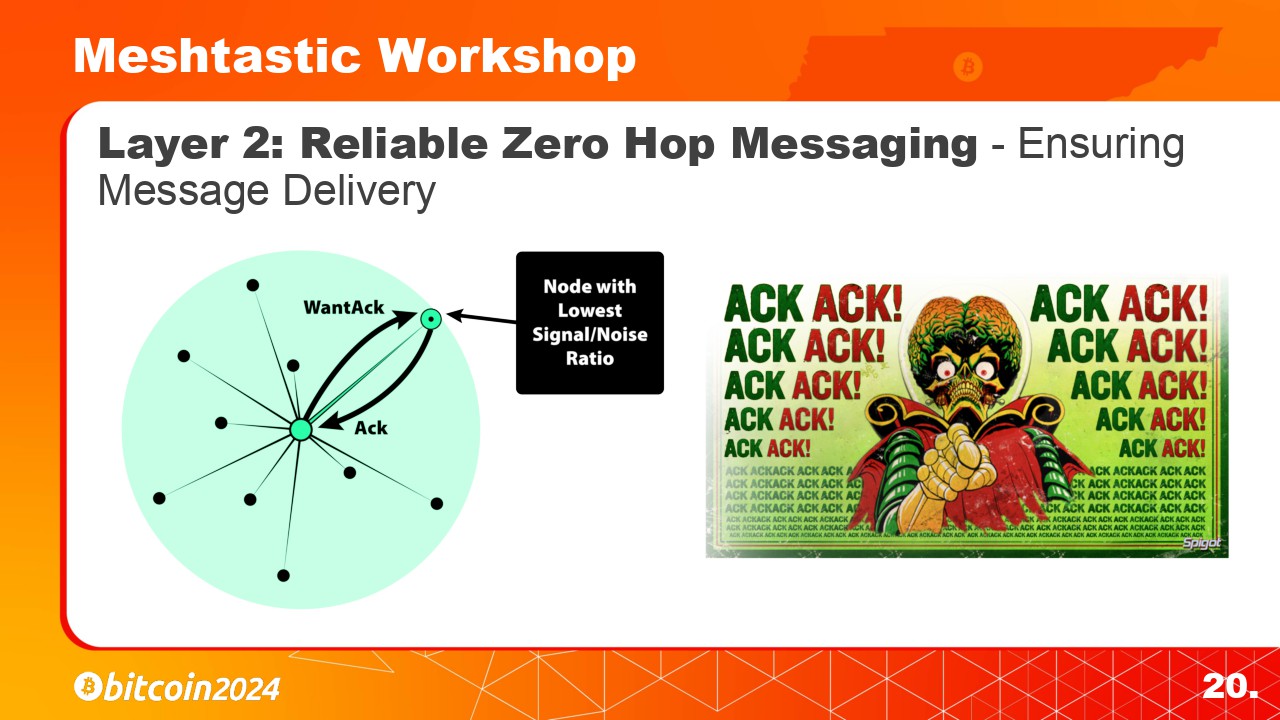 Meshtastic Workshop
Layer 2: Reliable Zero Hop Messaging - Ensuring
Message Delivery
WantAck
Ack
Node with
Lowest
Signal/Noise
Ratio
ACK ACK!
ACK ACK!
ACK ACK!
ACK ACK!
ACK ACK!
ACK ACK!
ACK ACK!
ACK ACK!
ACK ACK!
ACK ACK!
Spigot
bitcoin2024
20.